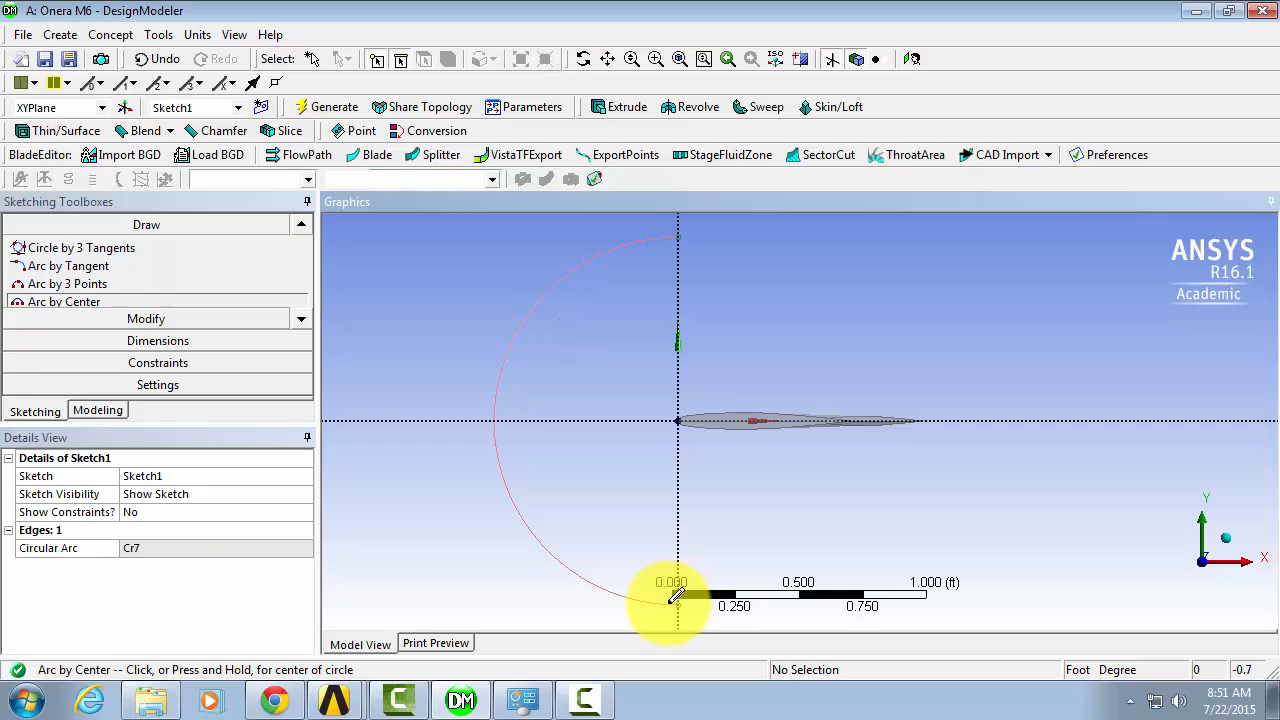 A: Onera M6 - DesignModeler
File Create Concept Tools Units View Help
Undo Redo Select:
XYPlane Sketch1 Generate Share Topology Parameters Extrude Revolve Sweep Skin/Loft
Thin/Surface Blend Chamfer Slice Point Conversion
BladeEditor: Import BGD Load BGD FlowPath Blade Splitter VistaTFExport ExportPoints StageFluidZone SectorCut ThroatArea CAD Import Preferences
Sketching Toolboxes
Draw
Circle by 3 Tangents
Arc by Tangent
Arc by 3 Points
Arc by Center
Modify
Dimensions
Constraints
Settings
Sketching Modeling
Details View
Details of Sketch1
Sketch Sketch1
Sketch Visibility Show Sketch
Show Constraints? No
Edges: 1
Circular Arc Cr7
Graphics
ANSYS
R16.1
Academic
Y
X
0.000 0.500 1.000 (ft)
0.250 0.750
Model View Print Preview
Arc by Center -- Click, or Press and Hold, for center of circle No Selection Foot Degree 0 -0.7
8:51 AM
7/22/2015